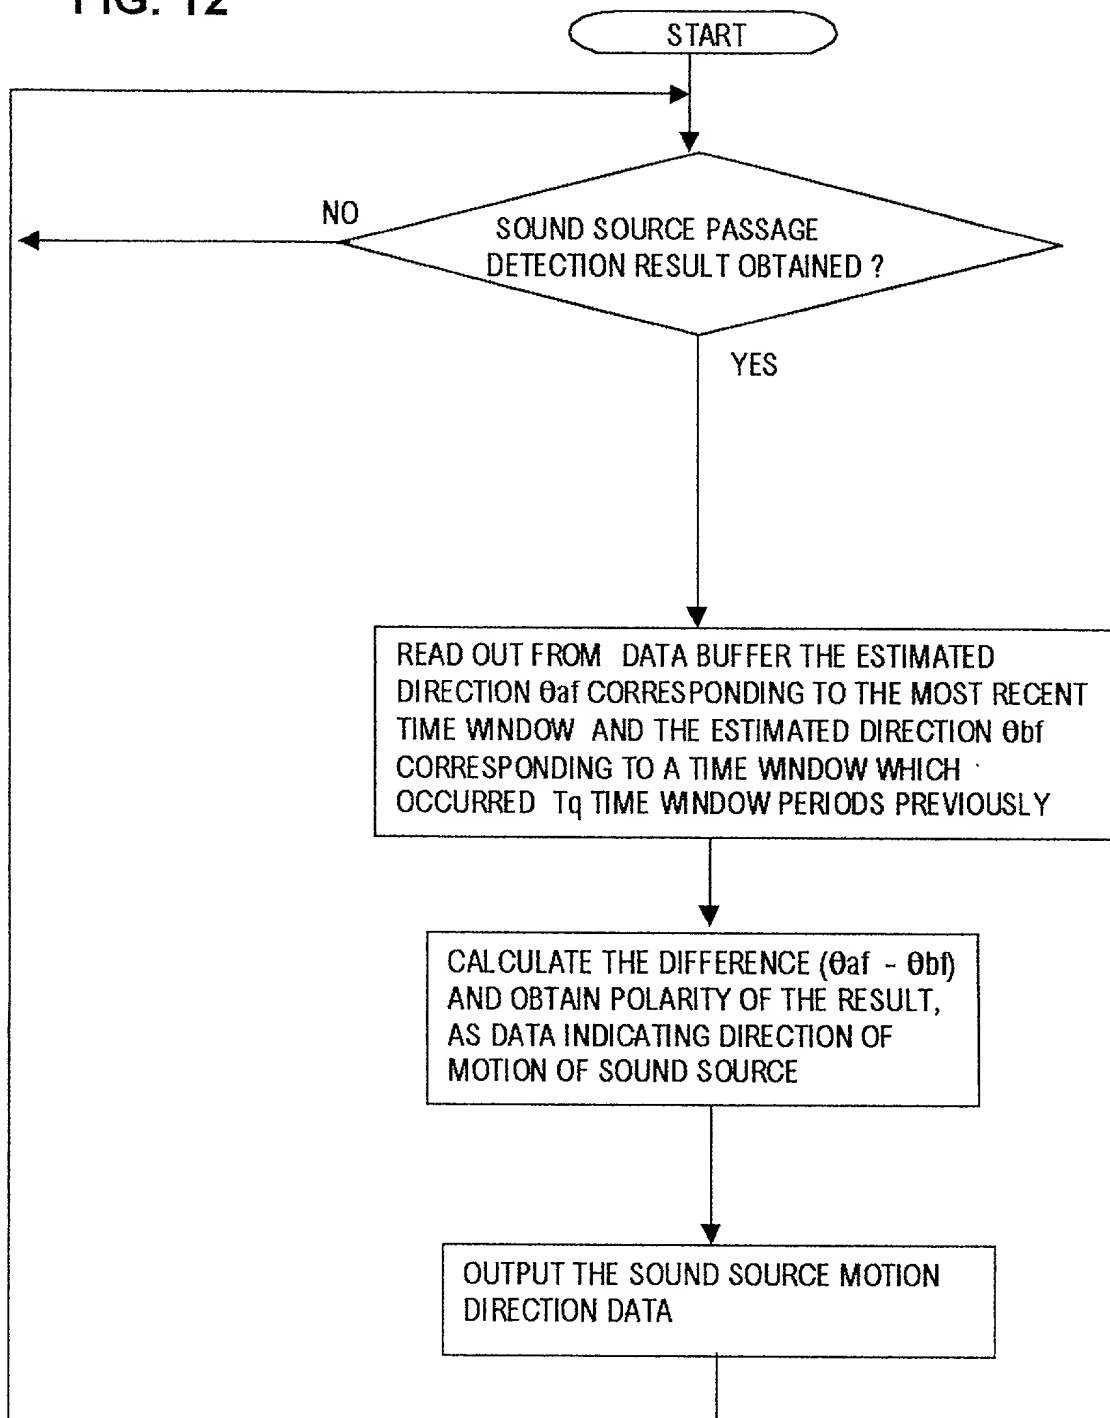 FIG. 12
START
NO
SOUND SOURCE PASSAGE
DETECTION RESULT OBTAINED ?
YES
READ OUT FROM DATA BUFFER THE ESTIMATED
DIRECTION θaf CORRESPONDING TO THE MOST RECENT
TIME WINDOW AND THE ESTIMATED DIRECTION θbf
CORRESPONDING TO A TIME WINDOW WHICH
OCCURRED Tq TIME WINDOW PERIODS PREVIOUSLY
CALCULATE THE DIFFERENCE (θaf - θbf)
AND OBTAIN POLARITY OF THE RESULT,
AS DATA INDICATING DIRECTION OF
MOTION OF SOUND SOURCE
OUTPUT THE SOUND SOURCE MOTION
DIRECTION DATA